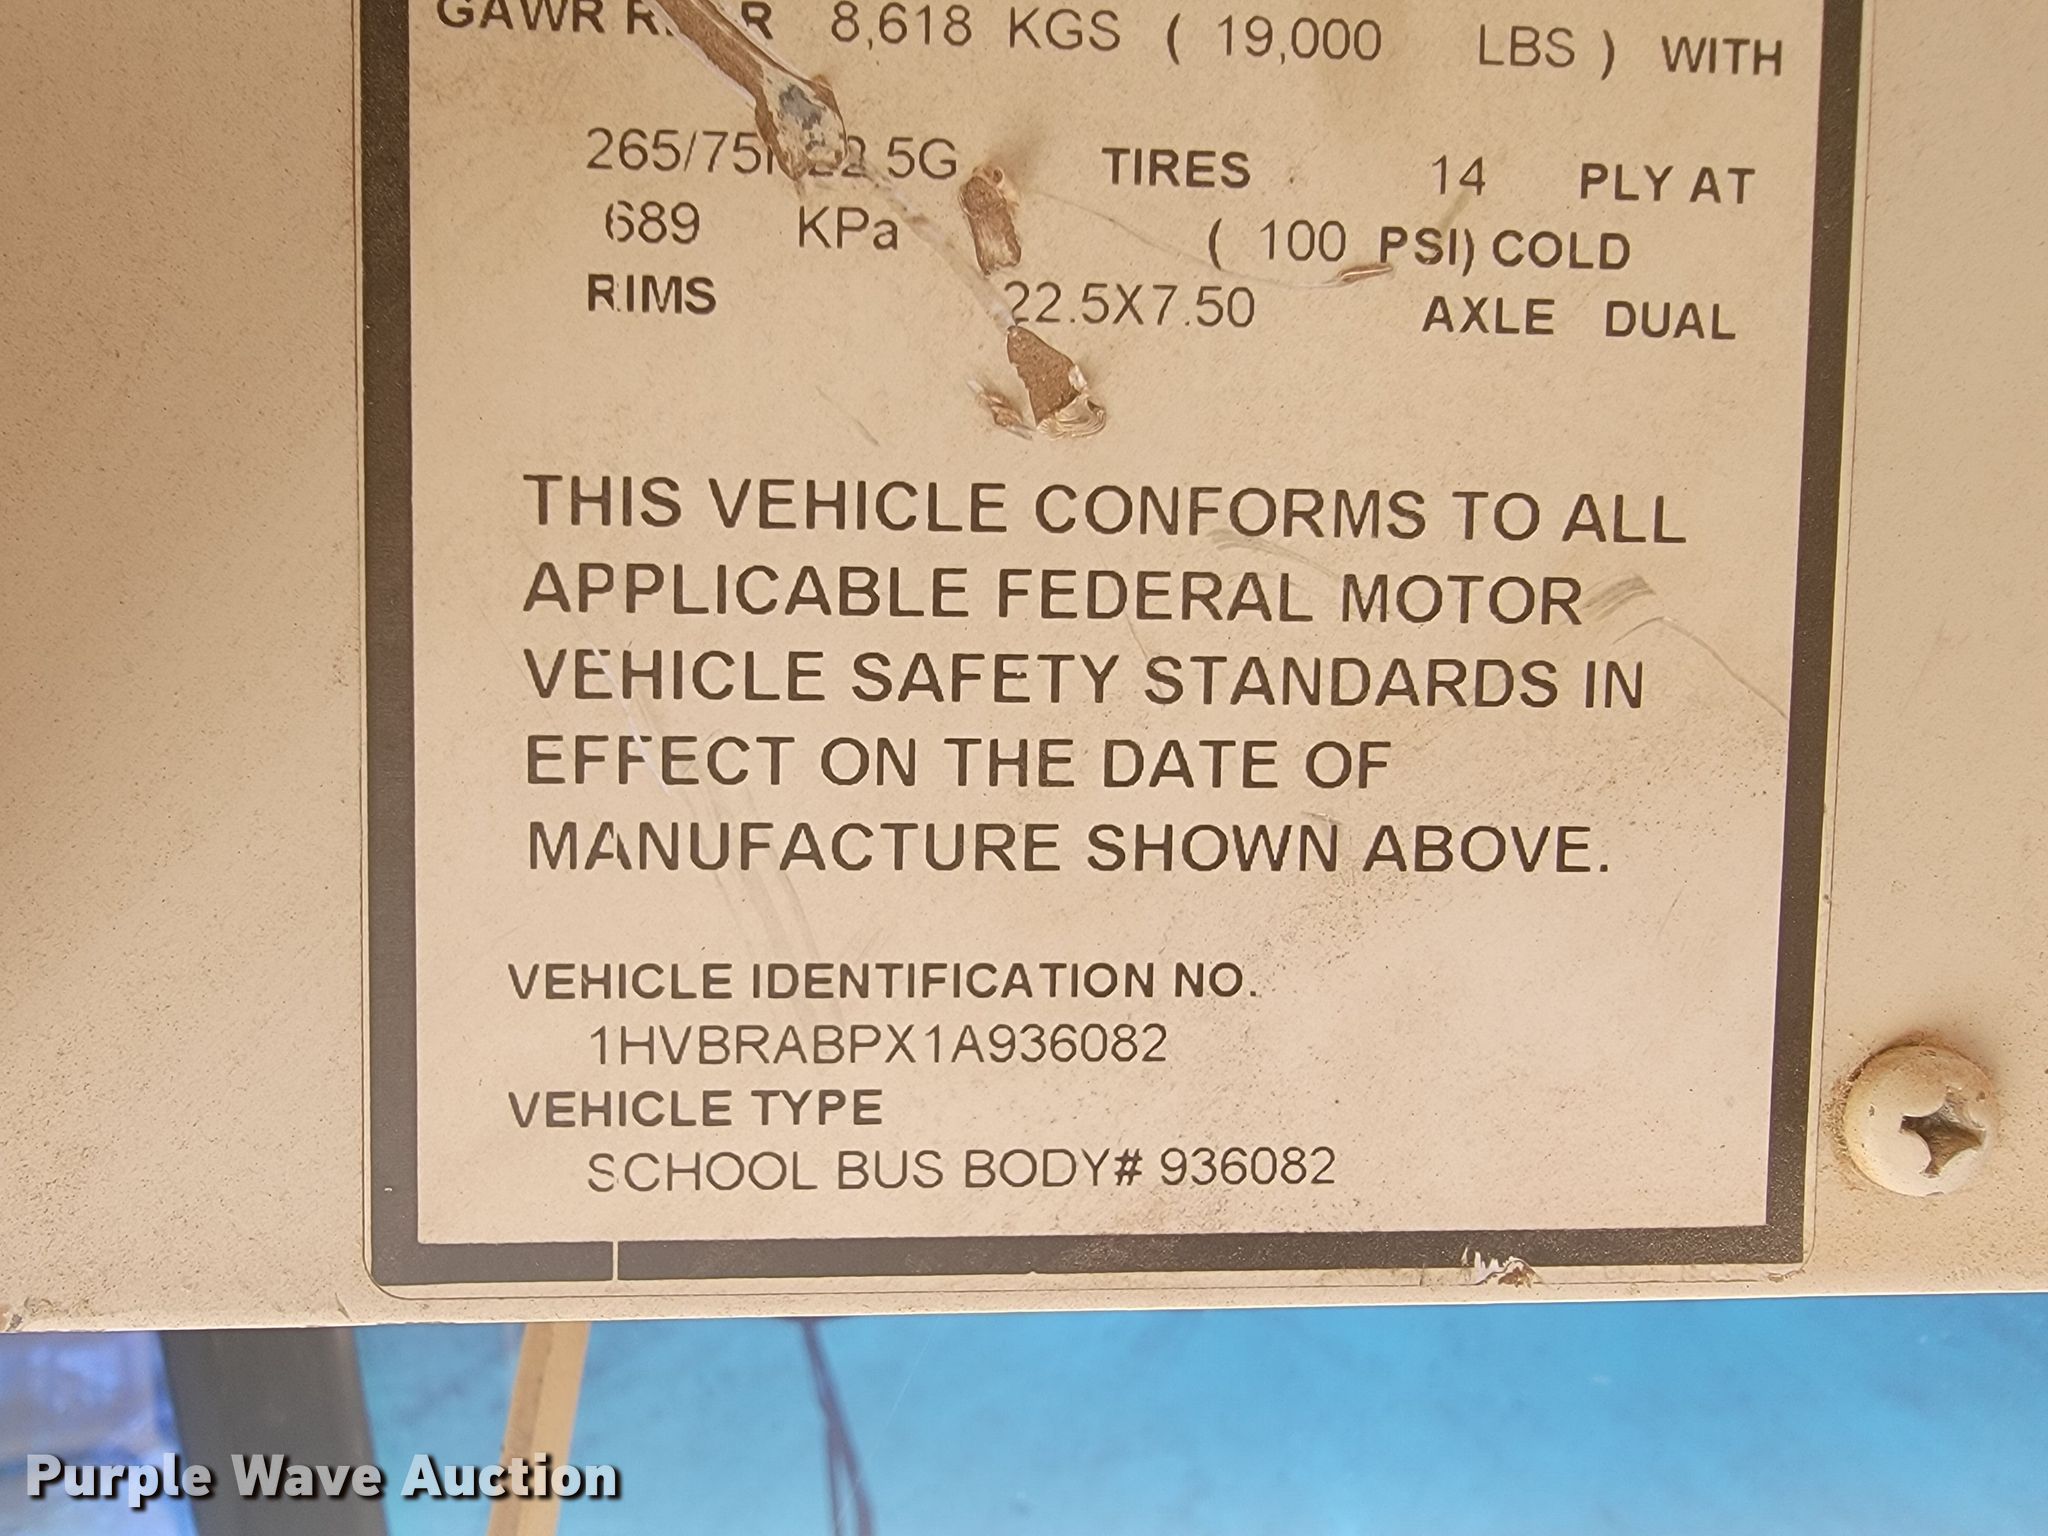 GAWR REAR 8,618 KGS ( 19,000 LBS ) WITH
265/75R22.5G TIRES 14 PLY AT
689 KPa ( 100 PSI) COLD
RIMS 22.5X7.50 AXLE DUAL
THIS VEHICLE CONFORMS TO ALL
APPLICABLE FEDERAL MOTOR
VEHICLE SAFETY STANDARDS IN
EFFECT ON THE DATE OF
MANUFACTURE SHOWN ABOVE.
VEHICLE IDENTIFICATION NO.
1HVBRABPX1A936082
VEHICLE TYPE
SCHOOL BUS BODY# 936082
Purple Wave Auction